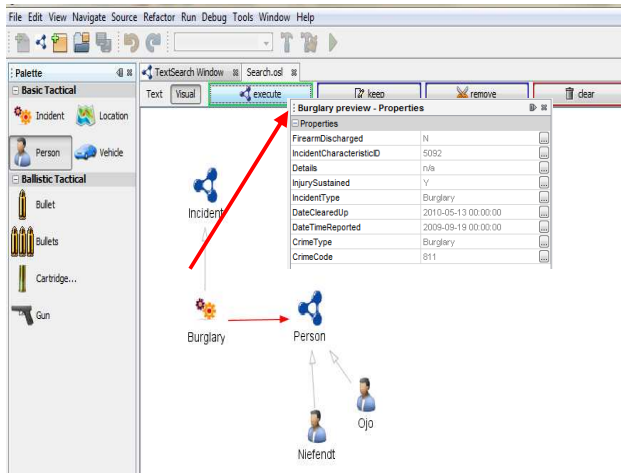 File Edit View Navigate Source Refactor Run Debug Tools Window Help
Palette
TextSearch Window Search.osl
Basic Tactical
Text Visual execute keep remove clear
Incident Location
Person Vehicle
Ballistic Tactical
Bullet
Bullets
Cartridge...
Gun
Burglary preview - Properties
Properties
FirearmDischarged N
IncidentCharacteristicID 5092
Details n/a
InjurySustained Y
IncidentType Burglary
DateClearedUp 2010-05-13 00:00:00
DateTimeReported 2009-09-19 00:00:00
CrimeType Burglary
CrimeCode 811
Incident
Burglary
Person
Ojo
Niefendt